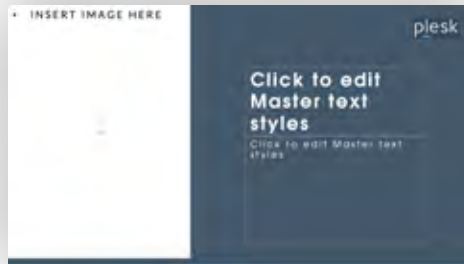 • INSERT IMAGE HERE
plesk
Click to edit
Master text
styles
Click to edit Master text
styles